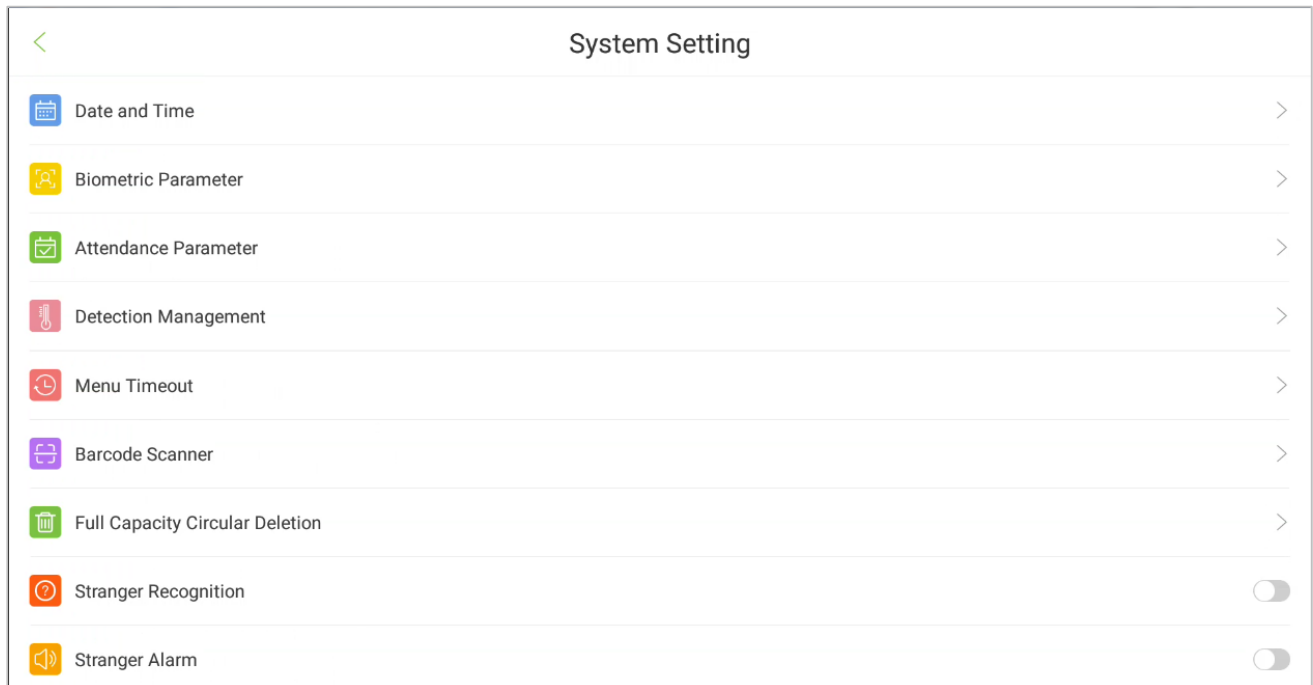 System Setting
Date and Time
Biometric Parameter
Attendance Parameter
Detection Management
Menu Timeout
Barcode Scanner
Full Capacity Circular Deletion
Stranger Recognition
Stranger Alarm